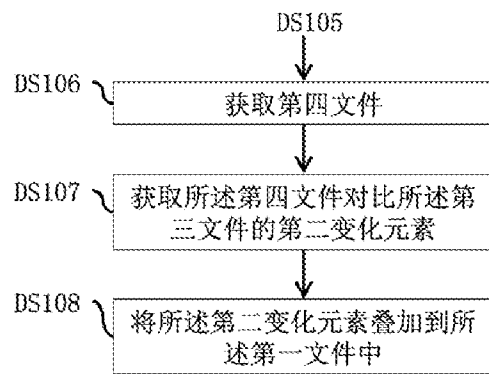 DS105
DS106
获取第四文件
DS107
获取所述第四文件对比所述第
三文件的第二变化元素
DS108
将所述第二变化元素叠加到所
述第一文件中